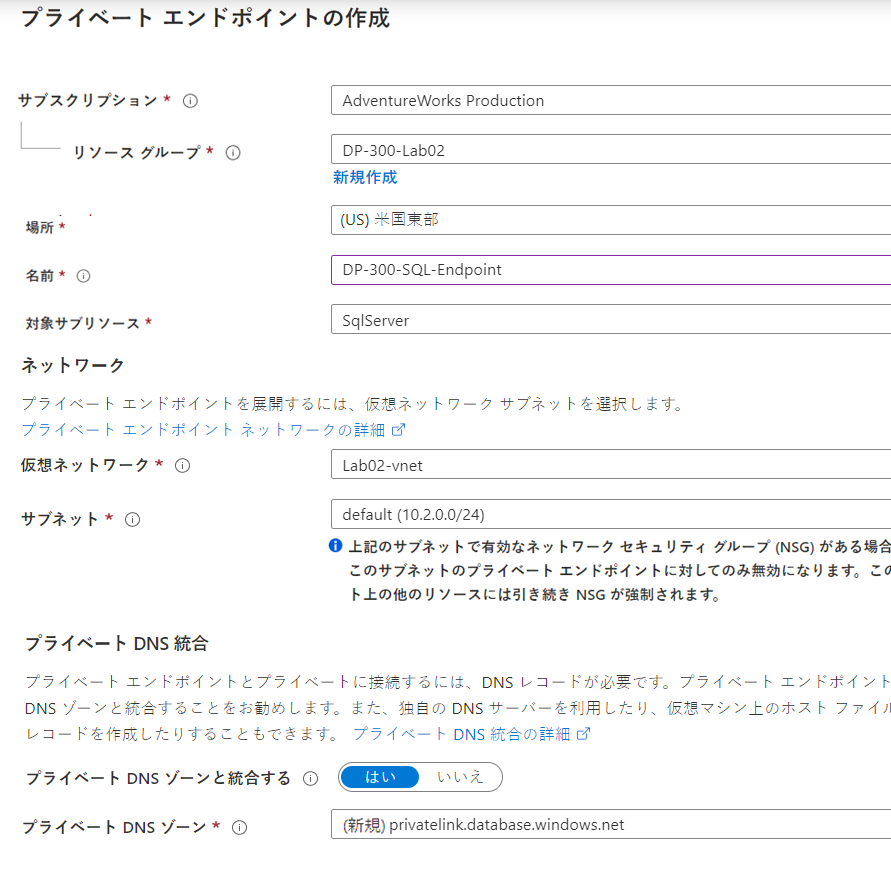 プライベート エンドポイントの作成
サブスクリプション *
AdventureWorks Production
リソース グループ *
DP-300-Lab02
新規作成
場所 *
(US) 米国東部
名前 *
DP-300-SQL-Endpoint
対象サブリソース *
SqlServer
ネットワーク
プライベート エンドポイントを展開するには、仮想ネットワーク サブネットを選択します。
プライベート エンドポイント ネットワークの詳細
仮想ネットワーク *
Lab02-vnet
サブネット *
default (10.2.0.0/24)
上記のサブネットで有効なネットワーク セキュリティ グループ (NSG) がある場合
このサブネットのプライベート エンドポイントに対してのみ無効になります。この
ト上の他のリソースには引き続き NSG が強制されます。
プライベート DNS 統合
プライベート エンドポイントとプライベートに接続するには、DNS レコードが必要です。プライベート エンドポイント
DNS ゾーンと統合することをお勧めします。また、独自の DNS サーバーを利用したり、仮想マシン上のホスト ファイル
レコードを作成したりすることもできます。 プライベート DNS 統合の詳細
プライベート DNS ゾーンと統合する
はい いいえ
プライベート DNS ゾーン *
(新規) privatelink.database.windows.net